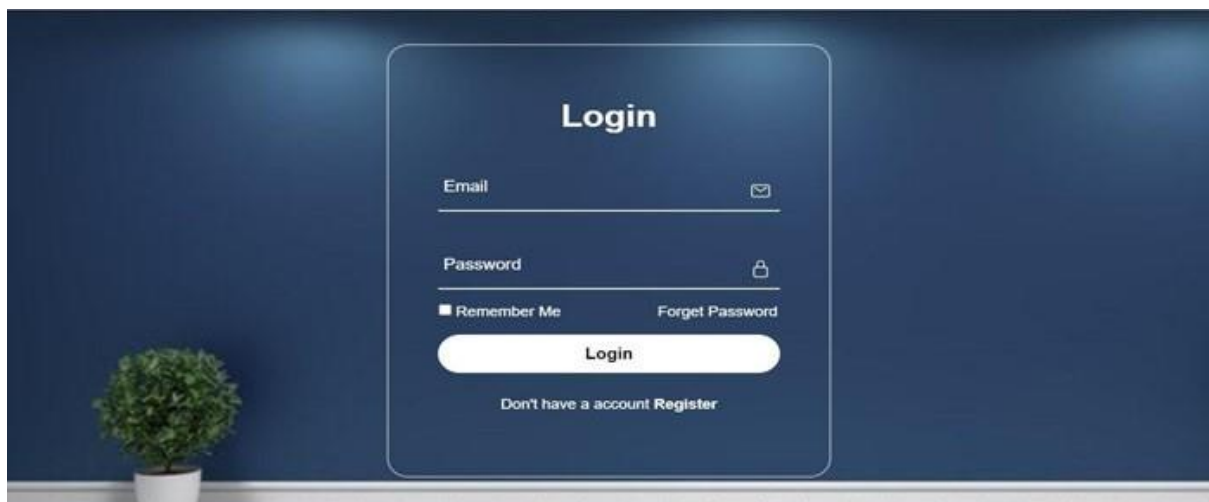 Login
Email
Password
Remember Me Forget Password
Login
Don't have a account Register